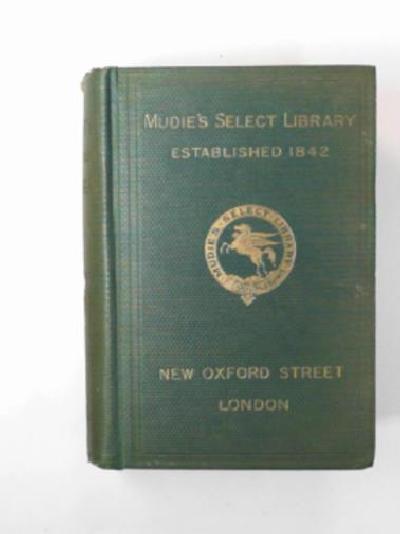 MUDIE'S SELECT LIBRARY
ESTABLISHED 1842
MUDIE'S · SELECT · LIBRARY
NEW OXFORD STREET
LONDON